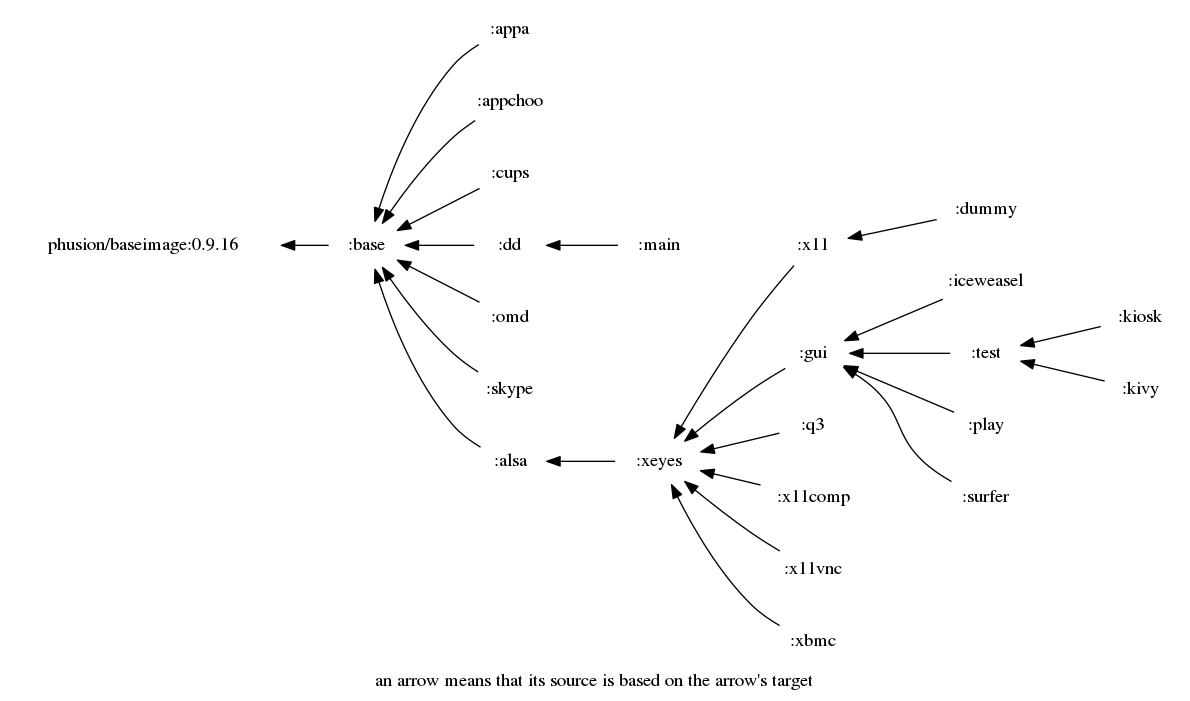 :appa
:appchoo
:cups
:dummy
phusion/baseimage:0.9.16
:base
:dd
:main
:x11
:iceweasel
:omd
:kiosk
:gui
:test
:skype
:kivy
:q3
:play
:alsa
:xeyes
:x11comp
:surfer
:x11vnc
:xbmc
an arrow means that its source is based on the arrow's target